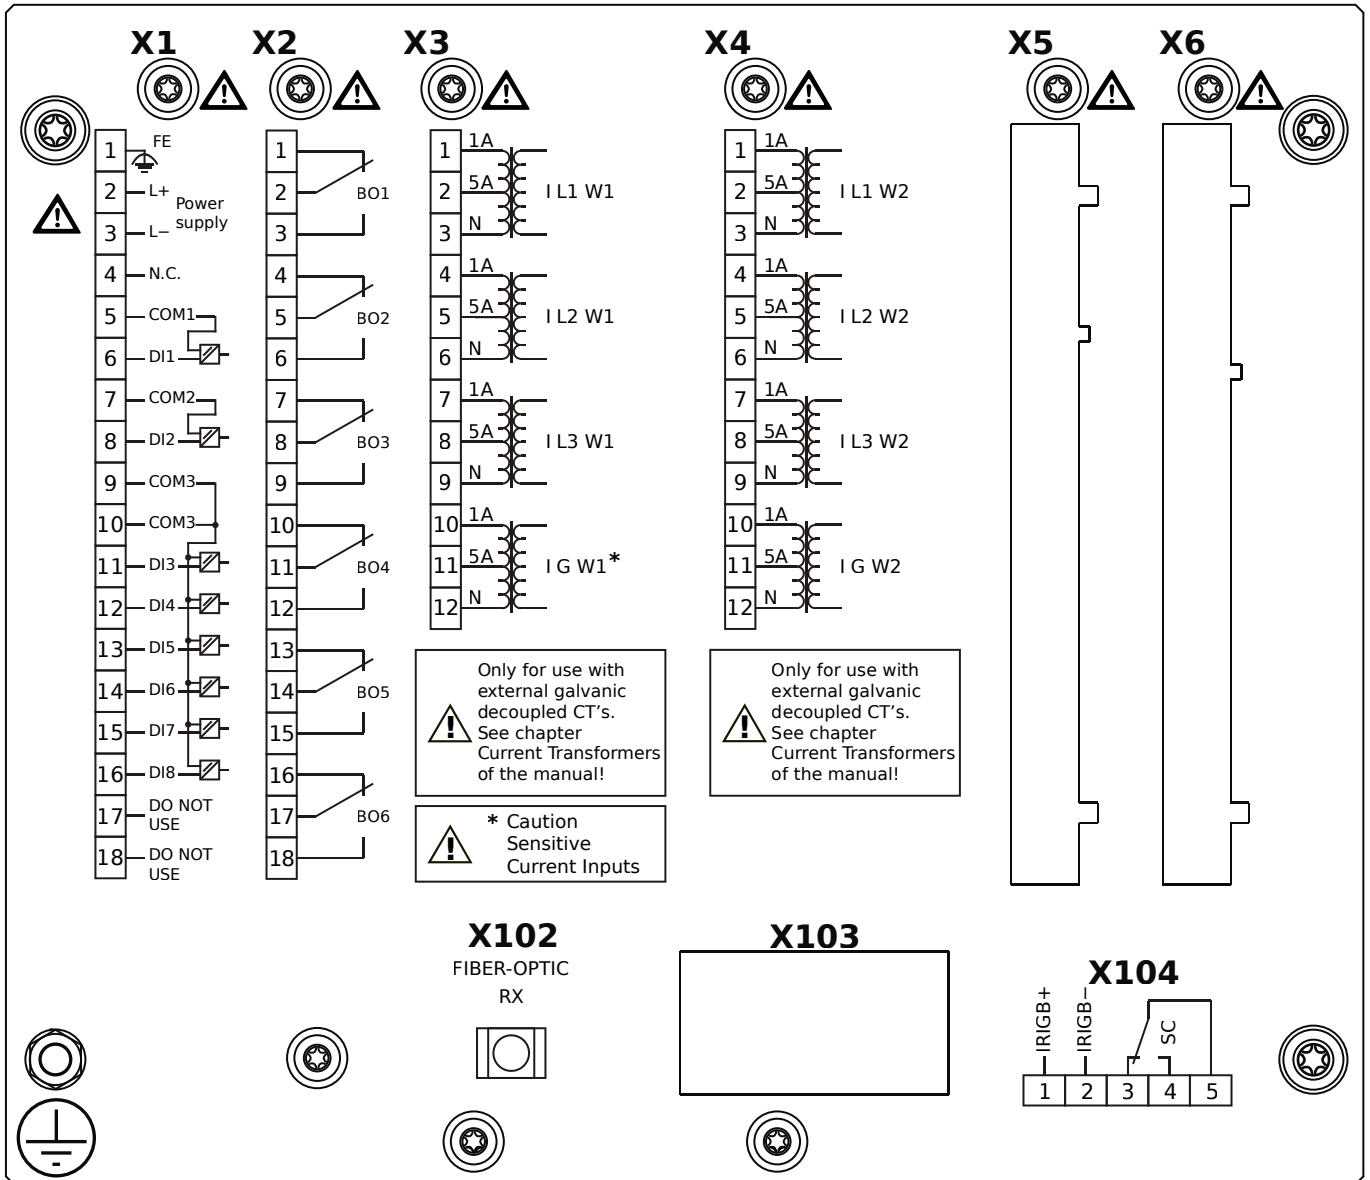 X1 X2 X3 X4 X5 X6
1 FE
2 L+
Power
supply
3 L−
4 N.C.
5 COM1
6 DI1
7 COM2
8 DI2
9 COM3
10 COM3
11 DI3
12 DI4
13 DI5
14 DI6
15 DI7
16 DI8
17 DO NOT
USE
18 DO NOT
USE
1
2 BO1
3
4
5 BO2
6
7
8 BO3
9
10
11 BO4
12
13
14 BO5
15
16
17 BO6
18
1 1A
2 5A I L1 W1
3 N
4 1A
5 5A I L2 W1
6 N
7 1A
8 5A I L3 W1
9 N
10 1A
11 5A I G W1*
12 N
Only for use with
external galvanic
decoupled CT's.
See chapter
Current Transformers
of the manual!
* Caution
Sensitive
Current Inputs
1 1A
2 5A I L1 W2
3 N
4 1A
5 5A I L2 W2
6 N
7 1A
8 5A I L3 W2
9 N
10 1A
11 5A I G W2
12 N
Only for use with
external galvanic
decoupled CT's.
See chapter
Current Transformers
of the manual!
X102
FIBER-OPTIC
RX
X103
X104
IRIGB+
IRIGB−
SC
1 2 3 4 5